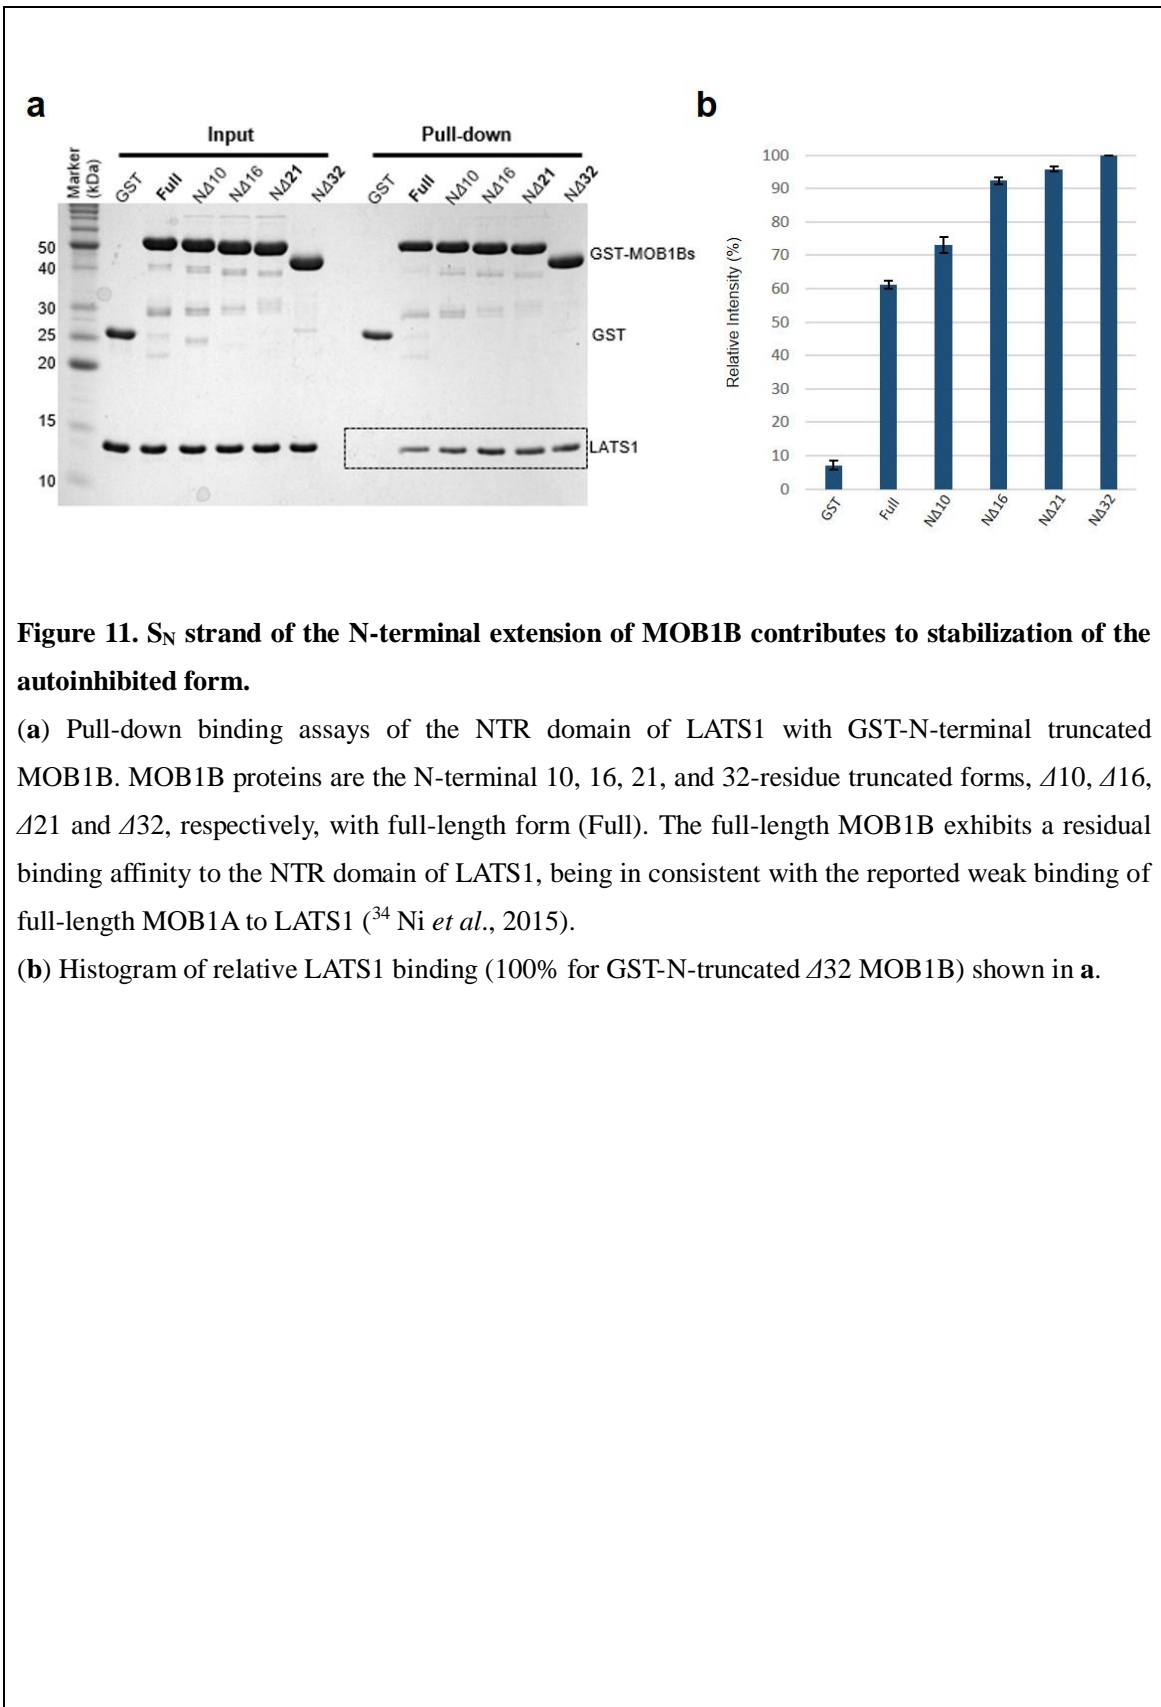 a
b
Input
Pull-down
Marker
(kDa)
GST
Full
NΔ10
NΔ16
NΔ21
NΔ32
GST
Full
NΔ10
NΔ16
NΔ21
NΔ32
50
40
30
25
20
15
10
GST-MOB1Bs
GST
LATS1
Relative Intensity (%)
100
90
80
70
60
50
40
30
20
10
0
GST
Full
NΔ10
NΔ16
NΔ21
NΔ32
Figure 11. SN strand of the N-terminal extension of MOB1B contributes to stabilization of the
autoinhibited form.
(a) Pull-down binding assays of the NTR domain of LATS1 with GST-N-terminal truncated
MOB1B. MOB1B proteins are the N-terminal 10, 16, 21, and 32-residue truncated forms, Δ10, Δ16,
Δ21 and Δ32, respectively, with full-length form (Full). The full-length MOB1B exhibits a residual
binding affinity to the NTR domain of LATS1, being in consistent with the reported weak binding of
full-length MOB1A to LATS1 (34 Ni et al., 2015).
(b) Histogram of relative LATS1 binding (100% for GST-N-truncated Δ32 MOB1B) shown in a.